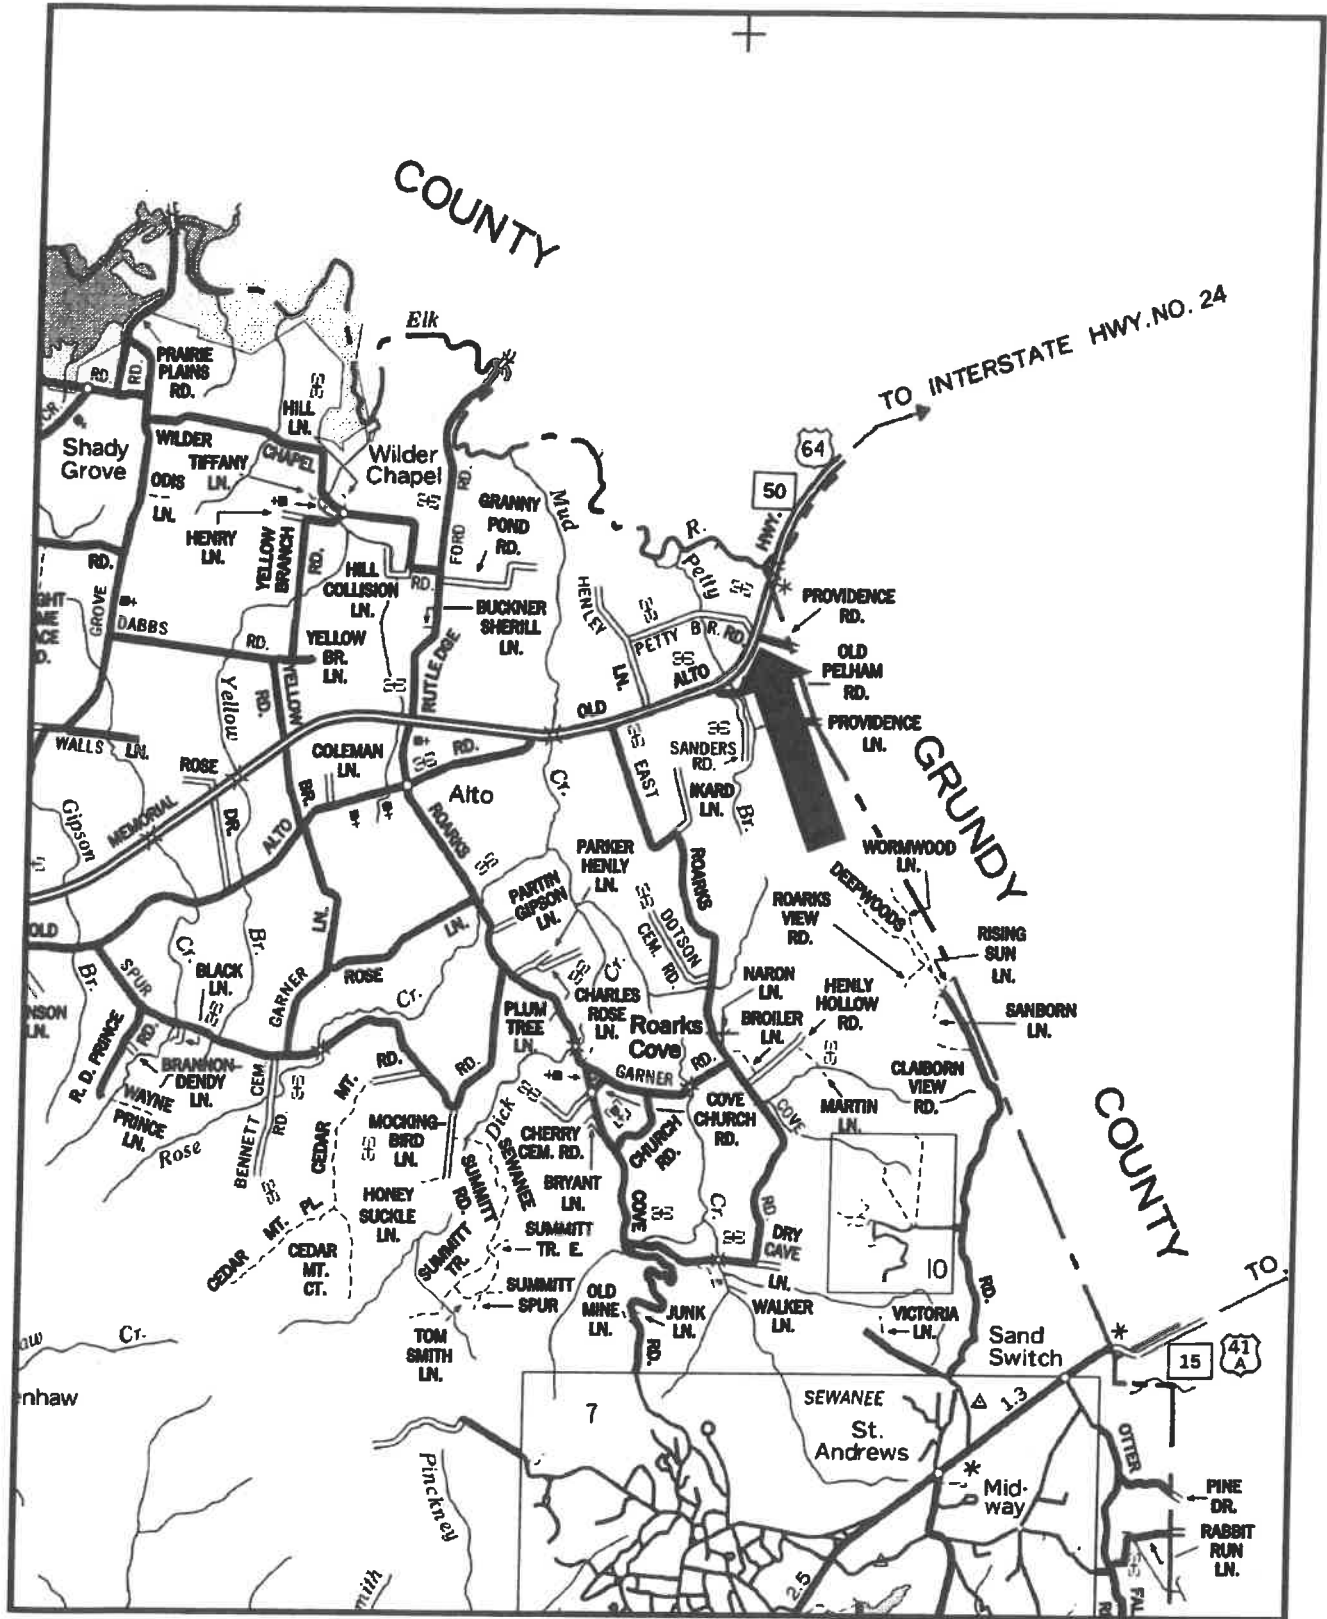 COUNTY
TO INTERSTATE HWY. NO. 24
Elk
PRAIRIE
PLAINS
RD.
RD.
RD.
CR.
HILL
LN.
Shady
Grove
WILDER
CHAPEL
TIFFANY
LN.
Wilder
Chapel
RD.
64
50
HWY.
ODIS
LN.
HENRY
LN.
YELLOW
BRANCH
RD.
GRANNY
POND
RD.
Mud
R.
Petty
FORD
RD.
HILL
COLLISION
LN.
RD.
GROVE
DABBS
RD.
BUCKNER
SHERILL
LN.
HENLEY
LN.
PETTY BR. RD.
PROVIDENCE
RD.
OLD
PELHAM
RD.
PROVIDENCE
LN.
YELLOW
BR.
LN.
RUTLEDGE
Yellow
RD.
YELLOW
OLD
ALTO
WALLS LN.
ROSE
DR.
COLEMAN
LN.
RD.
SANDERS
RD.
IKARD
LN.
Br.
EAST
GRUNDY
Gipson
MEMORIAL
ALTO
BR.
Alto
Cr.
ROARKS
PARKER
HENLY
LN.
PARTIN
GIPSON
LN.
ROARKS
WORMWOOD
LN.
DEEPWOODS
ROARKS
VIEW
RD.
RISING
SUN
LN.
OLD
Br.
SPUR
Cr.
Br.
LN.
LN.
BLACK
LN.
GARNER
ROSE
Cr.
DOTSON
CEM. RD.
Cr.
NARON
LN.
BROILER
LN.
HENLY
HOLLOW
RD.
SANBORN
LN.
NSON
LN.
R. D. PRINCE
RD.
PLUM
TREE
LN.
CHARLES
ROSE
LN.
Roarks
Cove
GARNER
RD.
CLAIBORN
VIEW
RD.
BRANNON-
DENDY
LN.
WAYNE
PRINCE
LN.
Rose
BENNETT
CEM.
RD.
CEDAR
MT.
RD.
RD.
MOCKING-
BIRD
LN.
Dick
CHERRY
CEM. RD.
CHURCH
RD.
COVE
CHURCH
RD.
COVE
MARTIN
LN.
COUNTY
BRYANT
LN.
SEWANEE
SUMMITT
RD.
HONEY
SUCKLE
LN.
SUMMITT
TR.
SUMMITT
TR. E.
SUMMITT
SPUR
COVE
Cr.
RD.
DRY
CAVE
LN.
10
CEDAR MT. PL.
CEDAR
MT.
CT.
OLD
MINE
LN.
JUNK
LN.
WALKER
LN.
VICTORIA
LN.
RD.
TO
TOM
SMITH
LN.
RD.
Sand
Switch
15
41
A
Cr.
enhaw
7
SEWANEE
St.
Andrews
1.3
OTTER
Pinckney
Mid-
way
PINE
DR.
RABBIT
RUN
LN.
2.5
mith